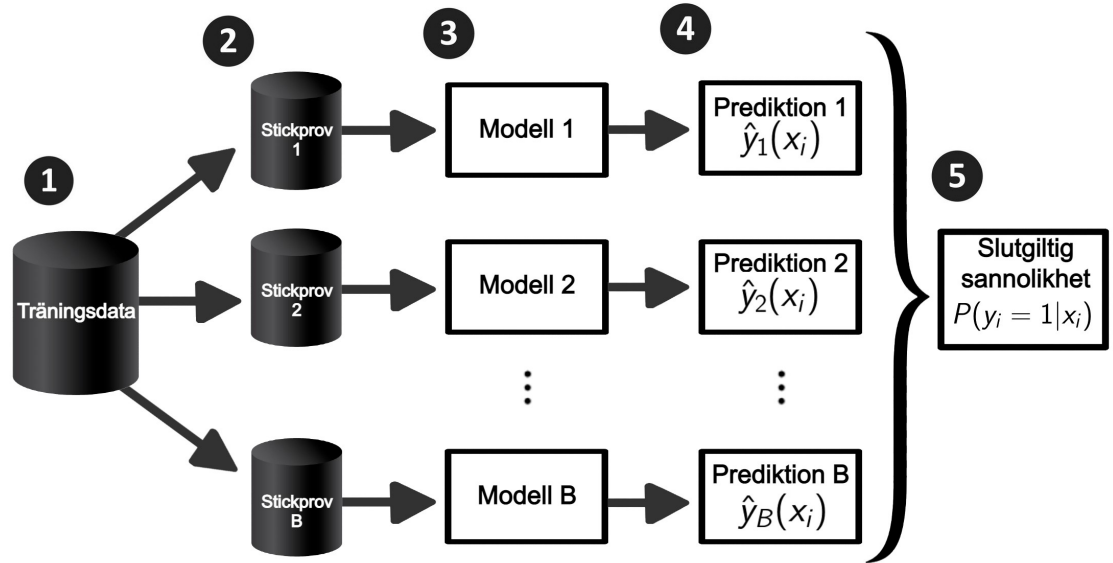 1
Träningsdata
2
Stickprov
1
Stickprov
2
Stickprov
B
3
Modell 1
Modell 2
⋮
Modell B
4
Prediktion 1
ŷ₁(xᵢ)
Prediktion 2
ŷ₂(xᵢ)
⋮
Prediktion B
ŷ_B(xᵢ)
5
Slutgiltig
sannolikhet
P(yᵢ = 1|xᵢ)